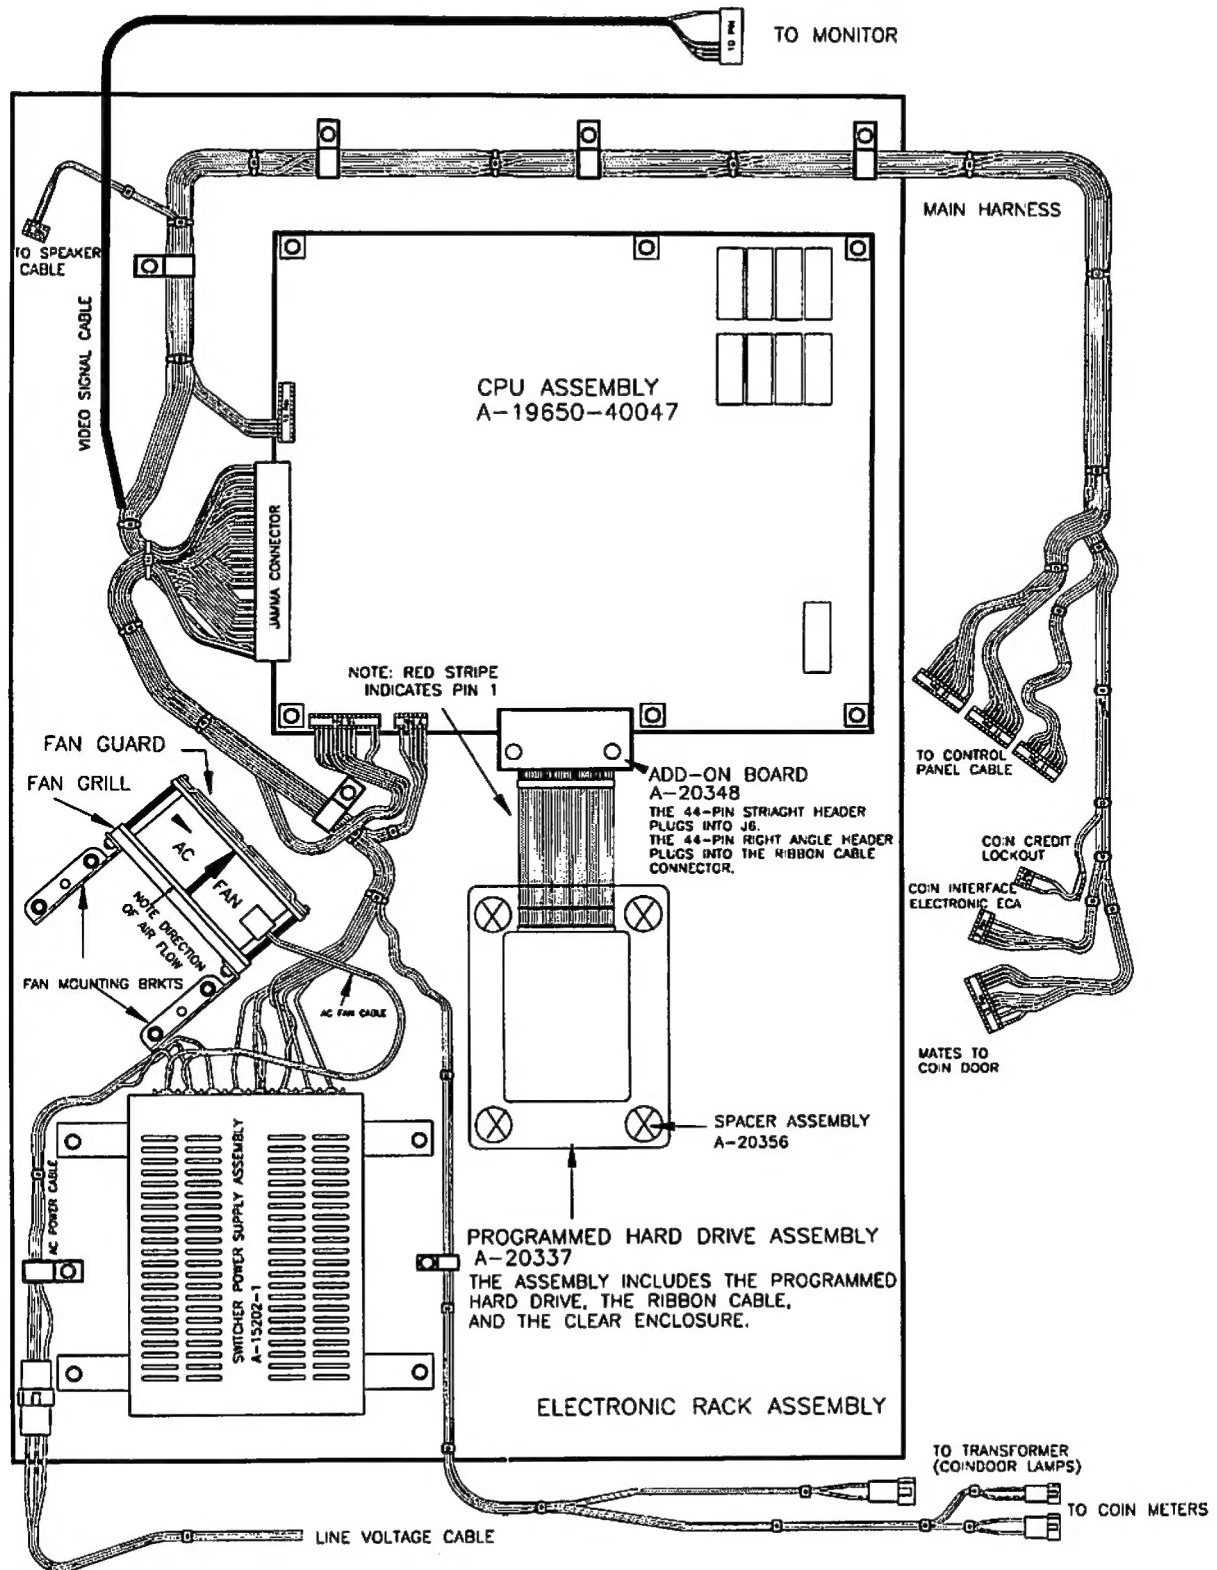 10 PIN
TO MONITOR
MAIN HARNESS
TO SPEAKER
CABLE
VIDEO SIGNAL CABLE
CPU ASSEMBLY
A-19650-40047
JAMMA CONNECTOR
NOTE: RED STRIPE
INDICATES PIN 1
FAN GUARD
FAN GRILL
AC
FAN
NOTE DIRECTION
OF AIR FLOW
FAN MOUNTING BRKTS
AC FAN CABLE
ADD-ON BOARD
A-20348
THE 44-PIN STRIAGHT HEADER
PLUGS INTO J6.
THE 44-PIN RIGHT ANGLE HEADER
PLUGS INTO THE RIBBON CABLE
CONNECTOR.
TO CONTROL
PANEL CABLE
COIN CREDIT
LOCKOUT
COIN INTERFACE
ELECTRONIC ECA
MATES TO
COIN DOOR
SPACER ASSEMBLY
A-20356
AC POWER CABLE
SWITCHER POWER SUPPLY ASSEMBLY
A-15202-1
PROGRAMMED HARD DRIVE ASSEMBLY
A-20337
THE ASSEMBLY INCLUDES THE PROGRAMMED
HARD DRIVE, THE RIBBON CABLE,
AND THE CLEAR ENCLOSURE.
ELECTRONIC RACK ASSEMBLY
TO TRANSFORMER
(COINDOOR LAMPS)
TO COIN METERS
LINE VOLTAGE CABLE